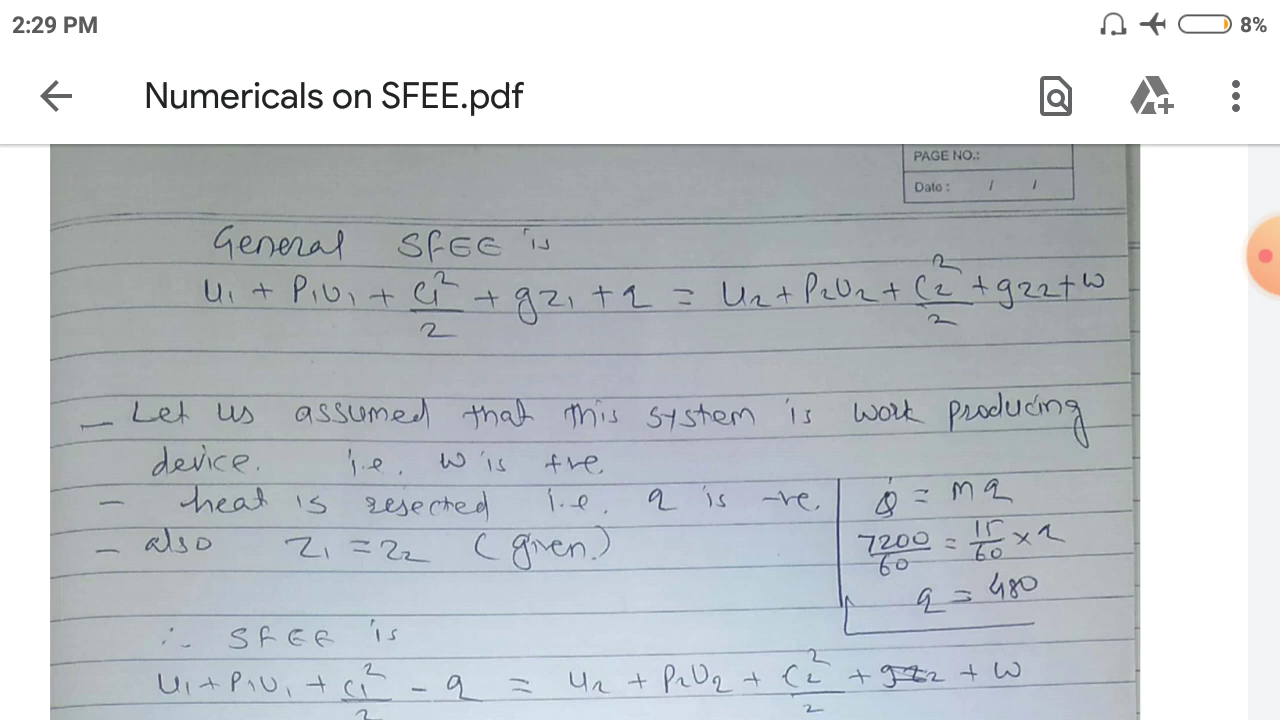 2:29 PM
8%
Numericals on SFEE.pdf
PAGE NO.:
Date : / /
General SFEE is
u₁ + P₁v₁ + C₁²/2 + gz₁ + q = u₂ + P₂v₂ + C₂²/2 + gz₂ + w
– Let us assumed that this system is work producing
device. i.e. w is +ve.
– heat is rejected i.e. q is -ve.
– also z₁ = z₂ (given)
Q̇ = mq
7200/60 = 15/60 × q
q = 480
∴ SFEE is
u₁ + P₁v₁ + C₁²/2 - q = u₂ + P₂v₂ + C₂²/2 + gz₂ + w